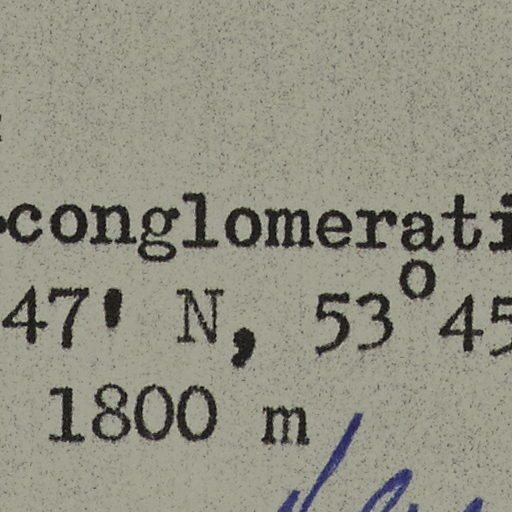 conglomerati
47' N, 53°45
1800 m